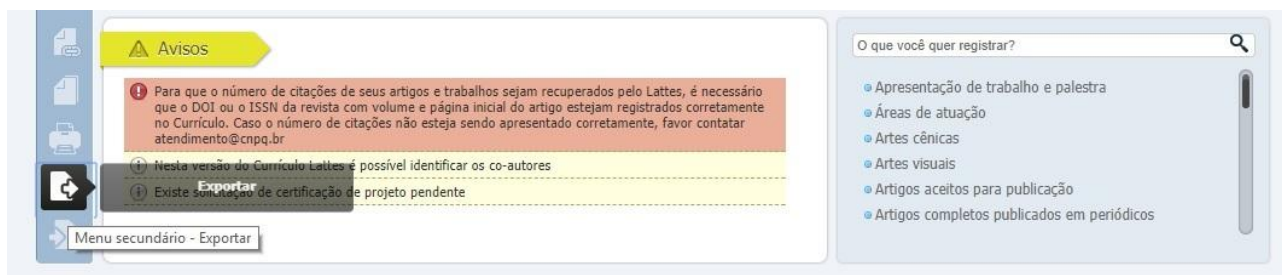 Avisos
Para que o número de citações de seus artigos e trabalhos sejam recuperados pelo Lattes, é necessário
que o DOI ou o ISSN da revista com volume e página inicial do artigo estejam registrados corretamente
no Currículo. Caso o número de citações não esteja sendo apresentado corretamente, favor contatar
atendimento@cnpq.br
Nesta versão do Currículo Lattes é possível identificar os co-autores
Existe solicitação de certificação de projeto pendente
Exportar
Menu secundário - Exportar
O que você quer registrar?
Apresentação de trabalho e palestra
Áreas de atuação
Artes cênicas
Artes visuais
Artigos aceitos para publicação
Artigos completos publicados em periódicos